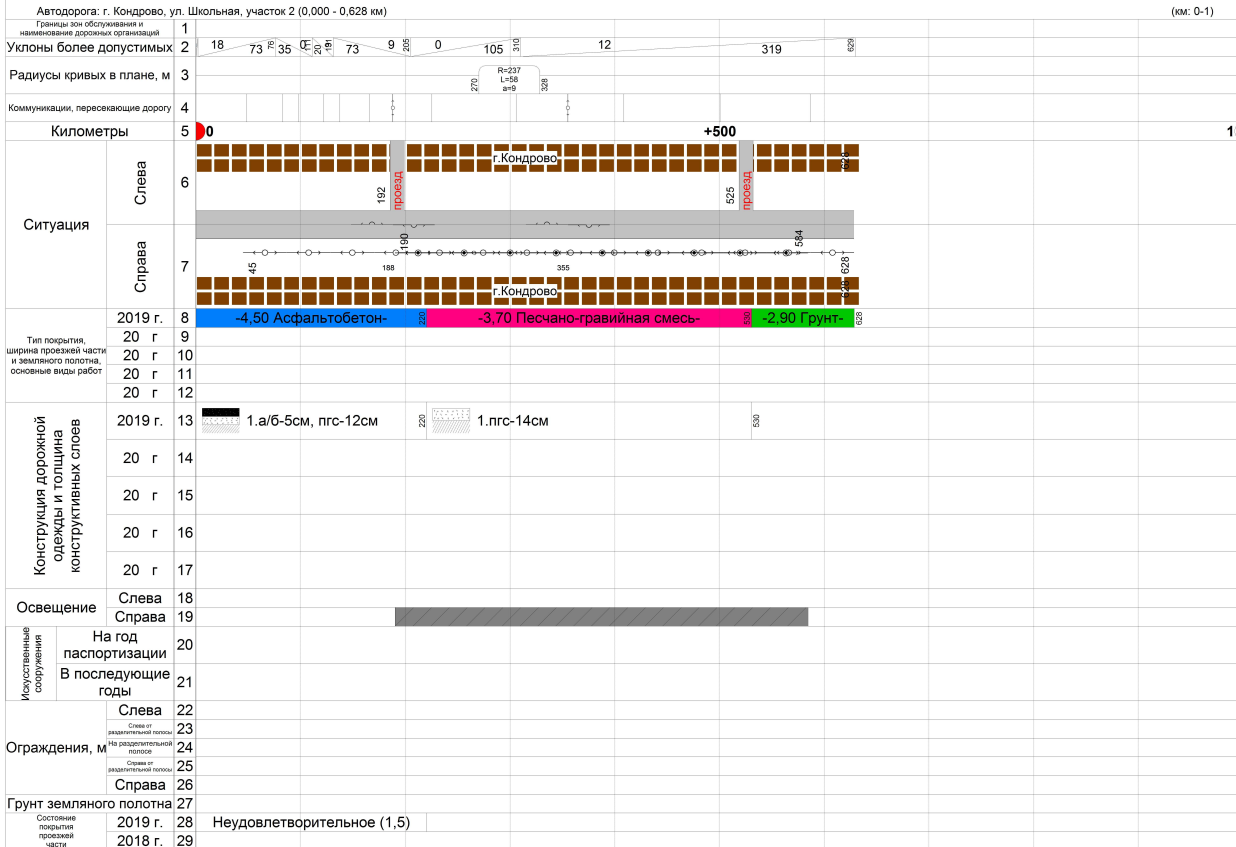 Автодорога: г. Кондрово, ул. Школьная, участок 2 (0,000 - 0,628 км) (км: 0-1)
Границы зон обслуживания и
наименование дорожных организаций
1
Уклоны более допустимых 2 18 73 76 35 0 20 73 9 205 0 105 310 12 319 629
Радиусы кривых в плане, м 3 270 R=237
L=58
a=9
328
Коммуникации, пересекающие дорогу 4
Километры 5 0 +500 1
Ситуация
Слева 6
г.Кондрово 628
192 проезд 525 проезд
Справа 7
190 584
45 188 355 628
г.Кондрово 628
Тип покрытия,
ширина проезжей части
и земляного полотна,
основные виды работ
2019 г. 8 -4,50 Асфальтобетон- 220 -3,70 Песчано-гравийная смесь- 530 -2,90 Грунт- 628
20 г 9
20 г 10
20 г 11
20 г 12
Конструкция дорожной
одежды и толщина
конструктивных слоев
2019 г. 13 1.а/б-5см, пгс-12см 220 1.пгс-14см 530
20 г 14
20 г 15
20 г 16
20 г 17
Освещение
Слева 18
Справа 19
Искусственные
сооружения
На год
паспортизации
20
В последующие
годы
21
Ограждения, м
Слева 22
Слева от
разделительной полосы
23
На разделительной
полосе
24
Справа от
разделительной полосы
25
Справа 26
Грунт земляного полотна 27
Состояние
покрытия
проезжей
части
2019 г. 28 Неудовлетворительное (1,5)
2018 г. 29